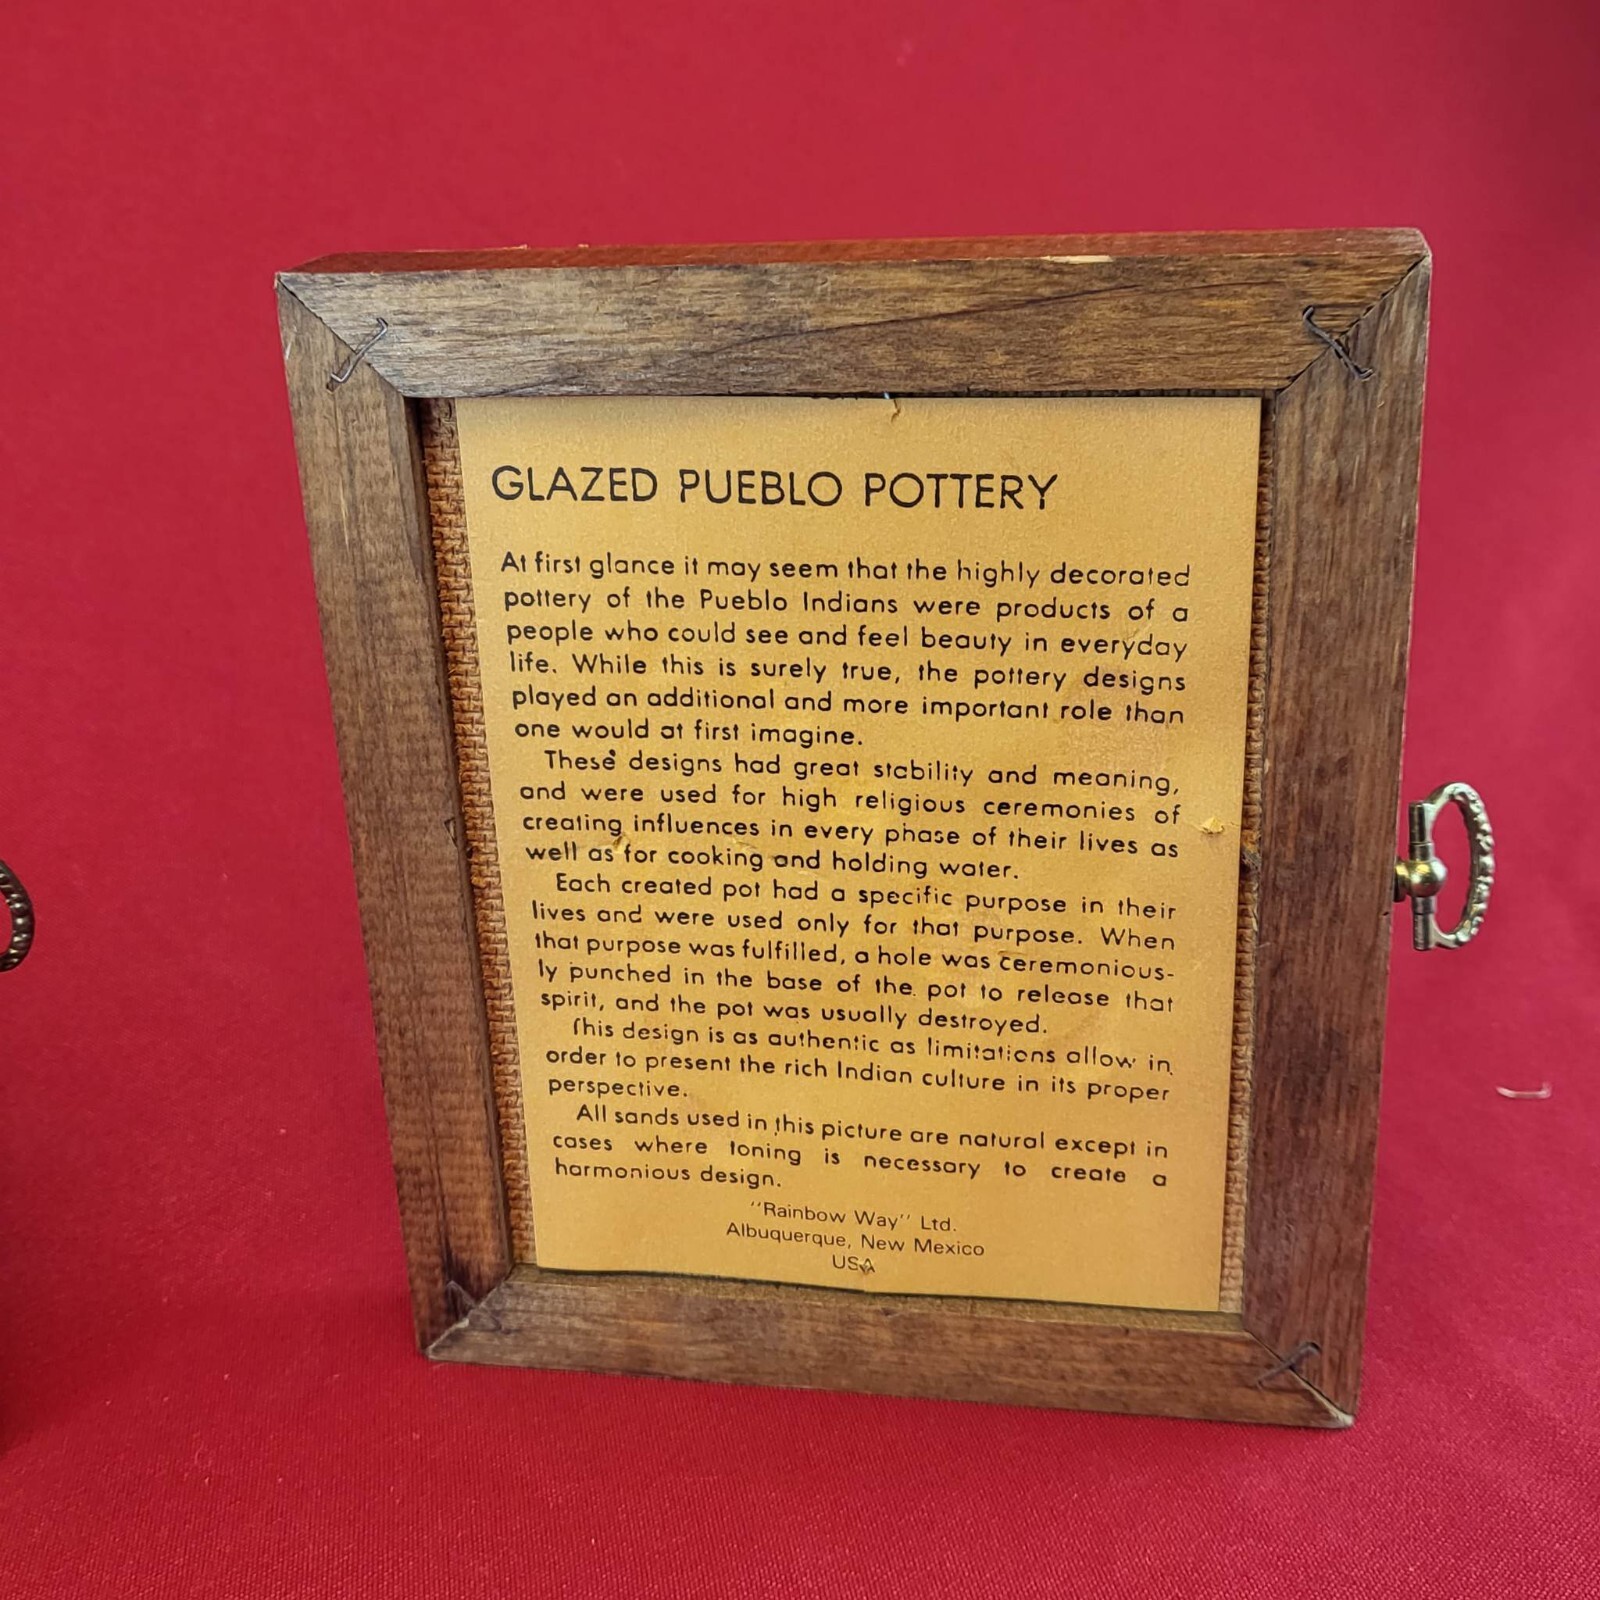 GLAZED PUEBLO POTTERY
At first glance it may seem that the highly decorated
pottery of the Pueblo Indians were products of a
people who could see and feel beauty in everyday
life. While this is surely true, the pottery designs
played an additional and more important role than
one would at first imagine.
These designs had great stability and meaning,
and were used for high religious ceremonies of
creating influences in every phase of their lives as
well as for cooking and holding water.
Each created pot had a specific purpose in their
lives and were used only for that purpose. When
that purpose was fulfilled, a hole was ceremonious-
ly punched in the base of the pot to release that
spirit, and the pot was usually destroyed.
This design is as authentic as limitations allow in
order to present the rich Indian culture in its proper
perspective.
All sands used in this picture are natural except in
cases where toning is necessary to create a
harmonious design.
"Rainbow Way" Ltd.
Albuquerque, New Mexico
USA